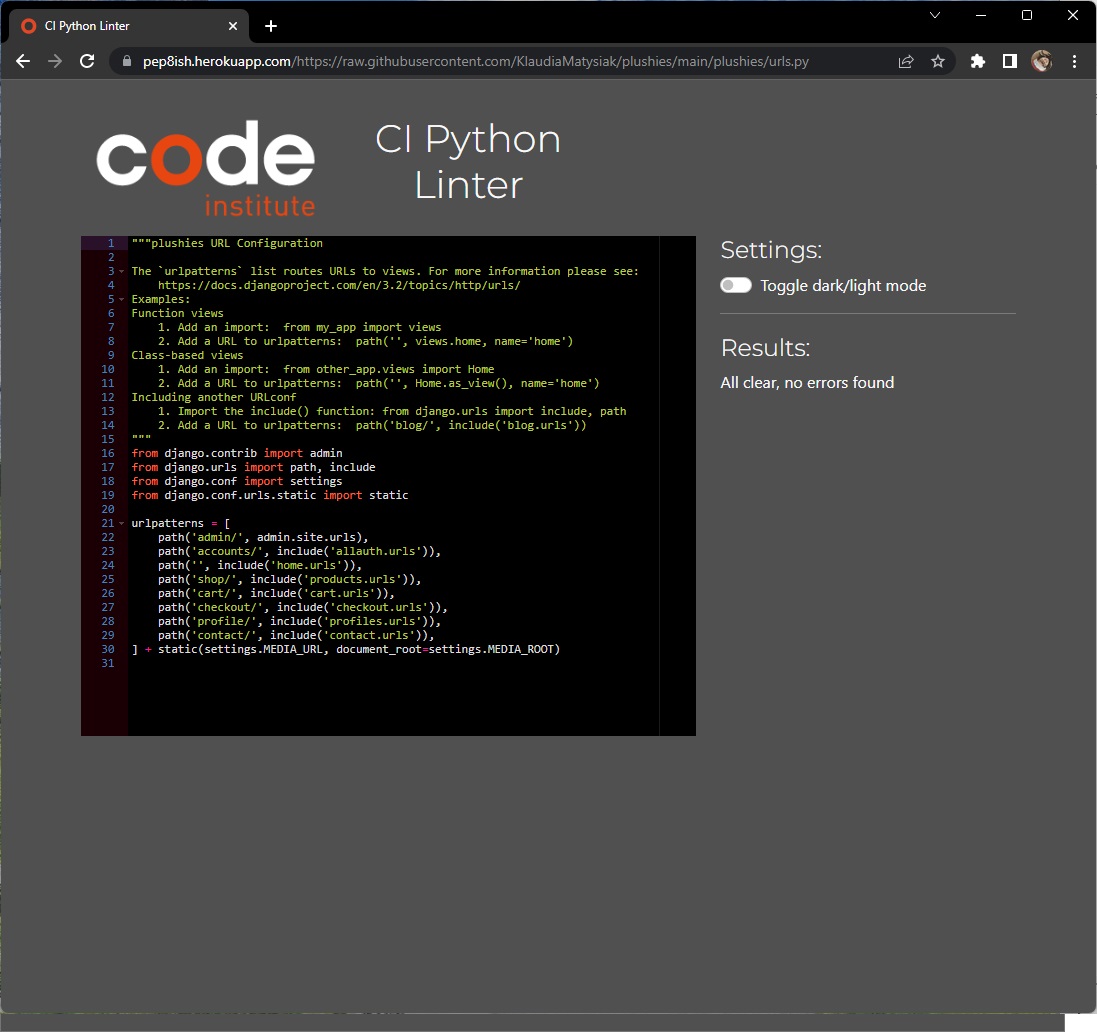 CI Python Linter
pep8ish.herokuapp.com/https://raw.githubusercontent.com/KlaudiaMatysiak/plushies/main/plushies/urls.py
code
institute
CI Python
Linter
1 """plushies URL Configuration
2
3 The `urlpatterns` list routes URLs to views. For more information please see:
4     https://docs.djangoproject.com/en/3.2/topics/http/urls/
5 Examples:
6 Function views
7     1. Add an import:  from my_app import views
8     2. Add a URL to urlpatterns:  path('', views.home, name='home')
9 Class-based views
10     1. Add an import:  from other_app.views import Home
11     2. Add a URL to urlpatterns:  path('', Home.as_view(), name='home')
12 Including another URLconf
13     1. Import the include() function: from django.urls import include, path
14     2. Add a URL to urlpatterns:  path('blog/', include('blog.urls'))
15 """
16 from django.contrib import admin
17 from django.urls import path, include
18 from django.conf import settings
19 from django.conf.urls.static import static
20
21 urlpatterns = [
22     path('admin/', admin.site.urls),
23     path('accounts/', include('allauth.urls')),
24     path('', include('home.urls')),
25     path('shop/', include('products.urls')),
26     path('cart/', include('cart.urls')),
27     path('checkout/', include('checkout.urls')),
28     path('profile/', include('profiles.urls')),
29     path('contact/', include('contact.urls')),
30 ] + static(settings.MEDIA_URL, document_root=settings.MEDIA_ROOT)
31
Settings:
Toggle dark/light mode
Results:
All clear, no errors found